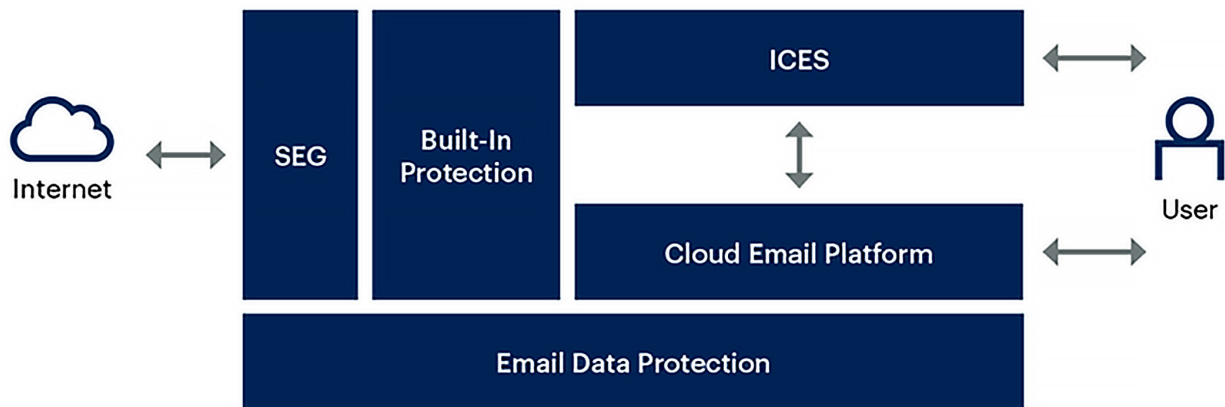 Internet
SEG
Built-In
Protection
ICES
Cloud Email Platform
User
Email Data Protection